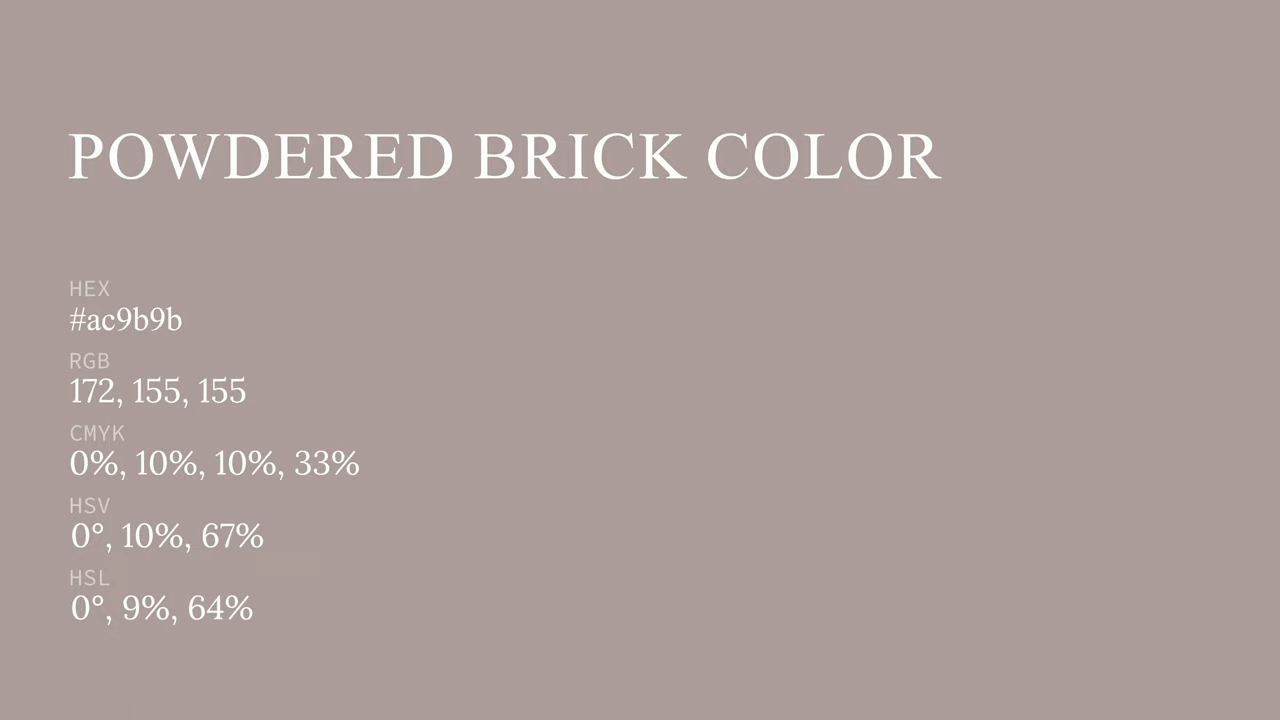 POWDERED BRICK COLOR
HEX
#ac9b9b
RGB
172, 155, 155
CMYK
0%, 10%, 10%, 33%
HSV
0°, 10%, 67%
HSL
0°, 9%, 64%